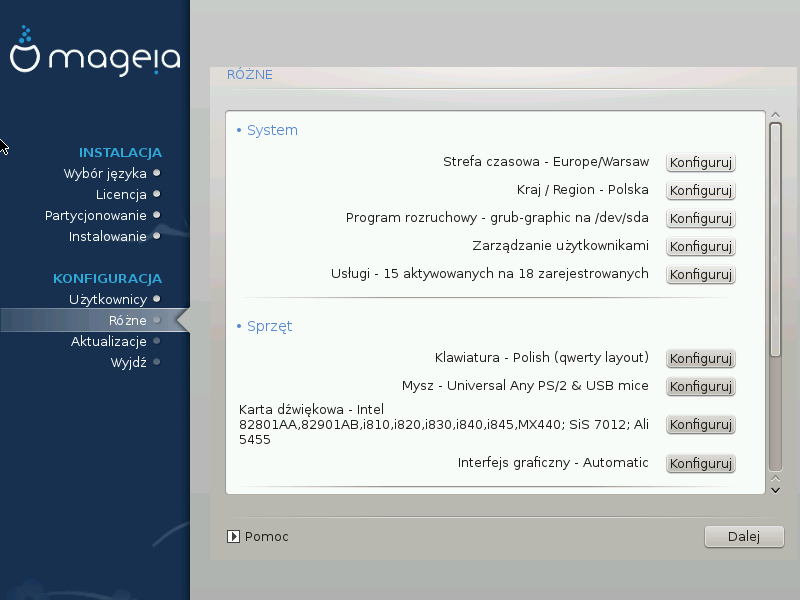 mageia
INSTALACJA
Wybór języka
Licencja
Partycjonowanie
Instalowanie
KONFIGURACJA
Użytkownicy
Różne
Aktualizacje
Wyjdź
RÓŻNE
• System
Strefa czasowa - Europe/Warsaw Konfiguruj
Kraj / Region - Polska Konfiguruj
Program rozruchowy - grub-graphic na /dev/sda Konfiguruj
Zarządzanie użytkownikami Konfiguruj
Usługi - 15 aktywowanych na 18 zarejestrowanych Konfiguruj
• Sprzęt
Klawiatura - Polish (qwerty layout) Konfiguruj
Mysz - Universal Any PS/2 & USB mice Konfiguruj
Karta dźwiękowa - Intel
82801AA,82901AB,i810,i820,i830,i840,i845,MX440; SiS 7012; Ali Konfiguruj
5455
Interfejs graficzny - Automatic Konfiguruj
Pomoc
Dalej